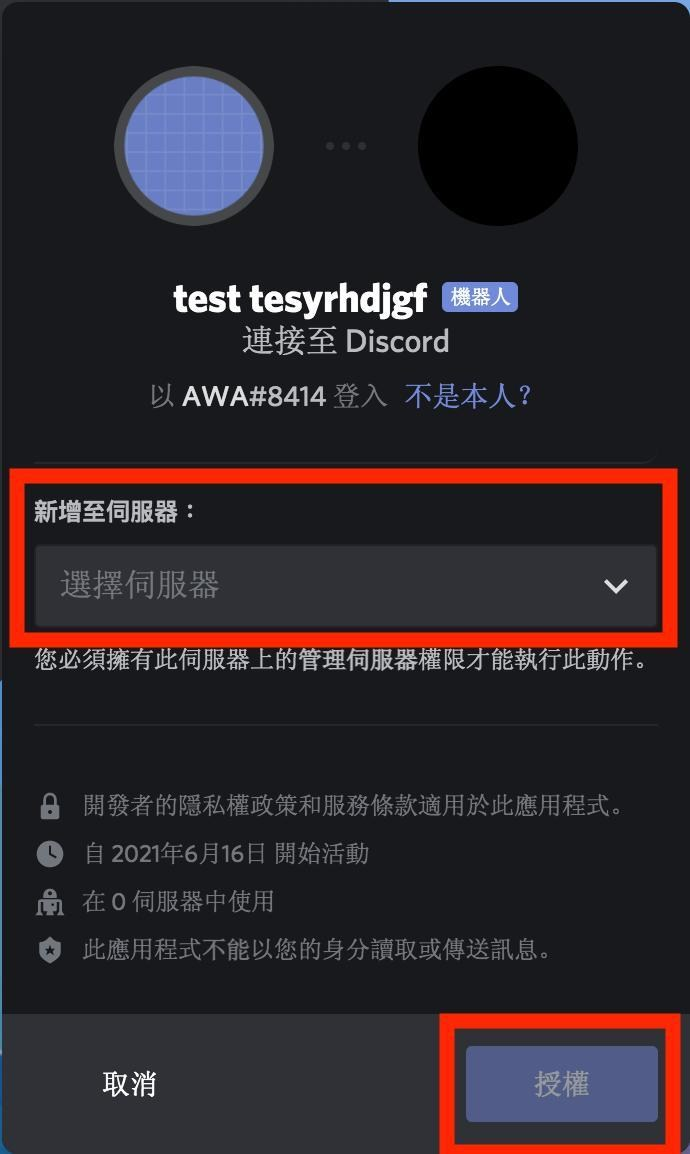 test tesyrhdjgf 機器人
連接至 Discord
以 AWA#8414 登入 不是本人？
新增至伺服器：
選擇伺服器
您必須擁有此伺服器上的管理伺服器權限才能執行此動作。
開發者的隱私權政策和服務條款適用於此應用程式。
自 2021年6月16日 開始活動
在 0 伺服器中使用
此應用程式不能以您的身分讀取或傳送訊息。
取消 授權